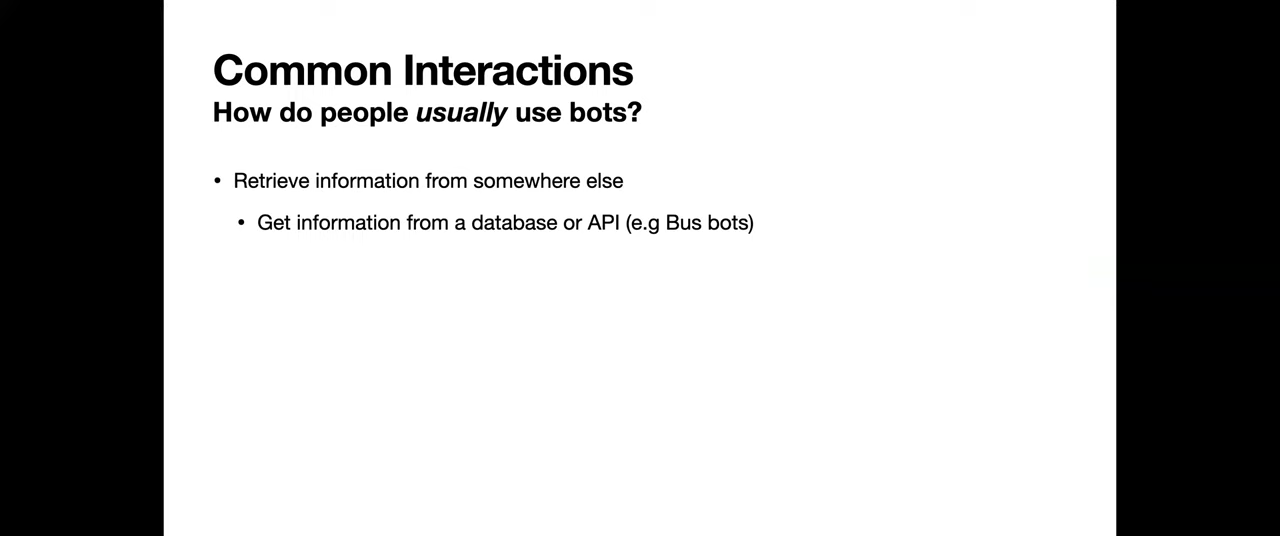 Common Interactions
How do people usually use bots?
• Retrieve information from somewhere else
• Get information from a database or API (e.g Bus bots)